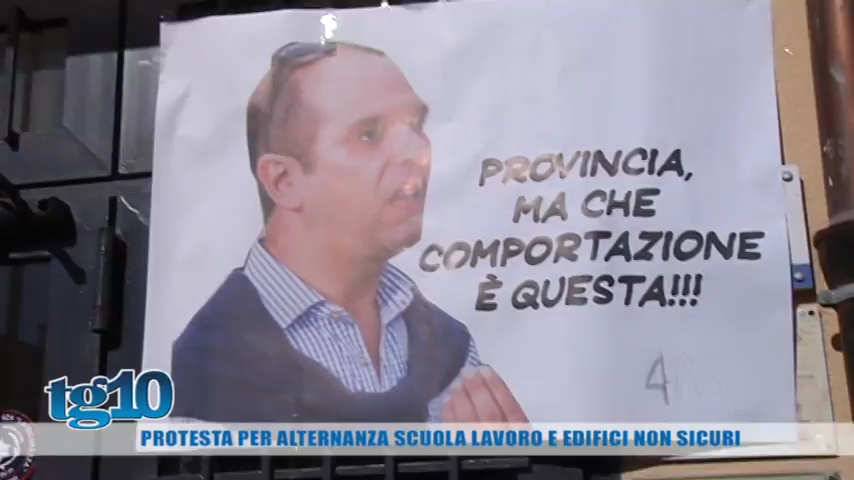 PROVINCIA,
MA CHE
COMPORTAZIONE
È QUESTA!!!
tg10
PROTESTA PER ALTERNANZA SCUOLA LAVORO E EDIFICI NON SICURI